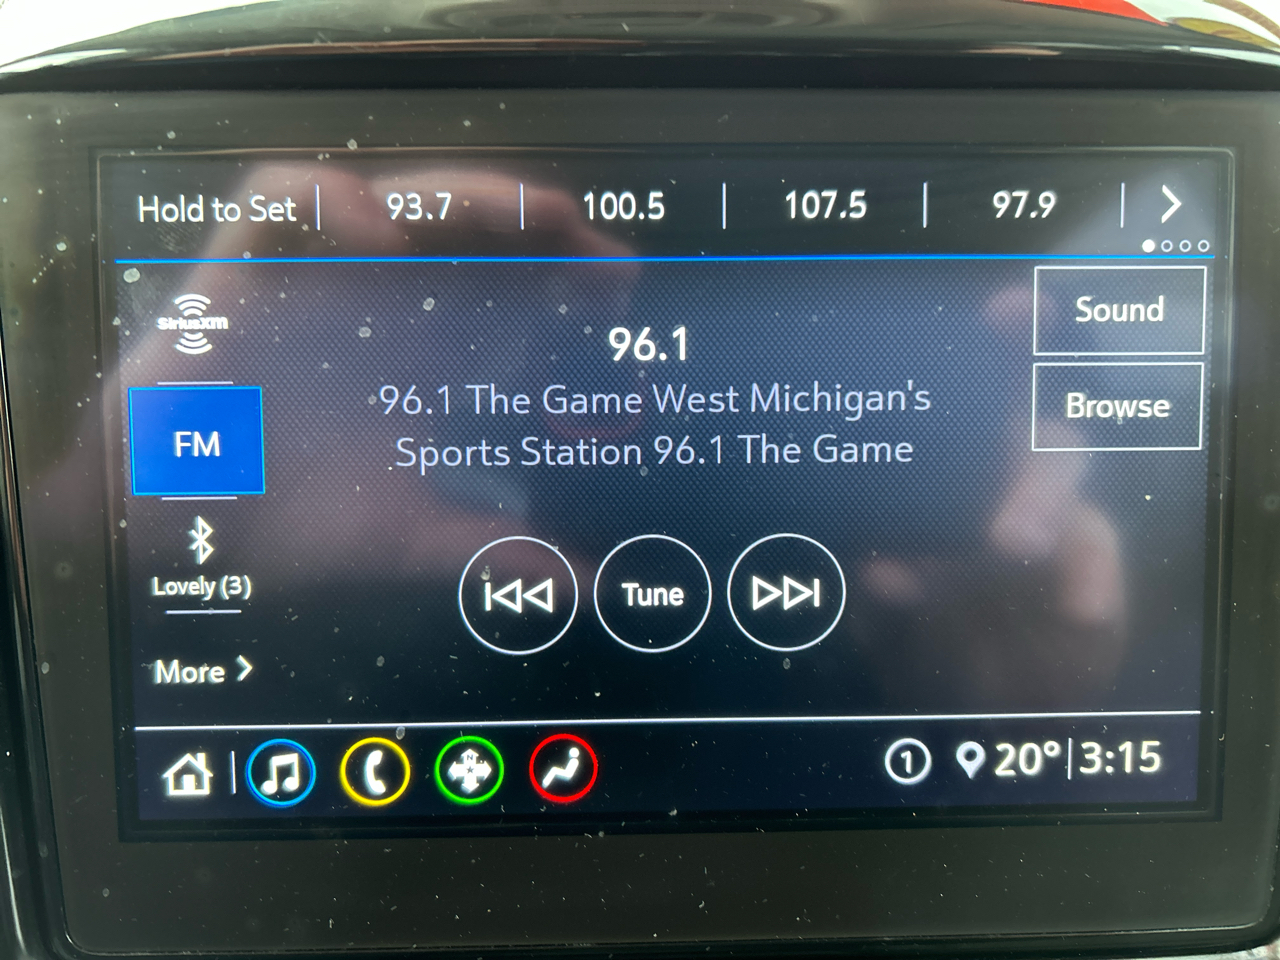 Hold to Set
93.7
100.5
107.5
97.9
SiriusXM
96.1
Sound
96.1 The Game West Michigan's
Sports Station 96.1 The Game
Browse
FM
Lovely (3)
Tune
More
N
1
20°
3:15